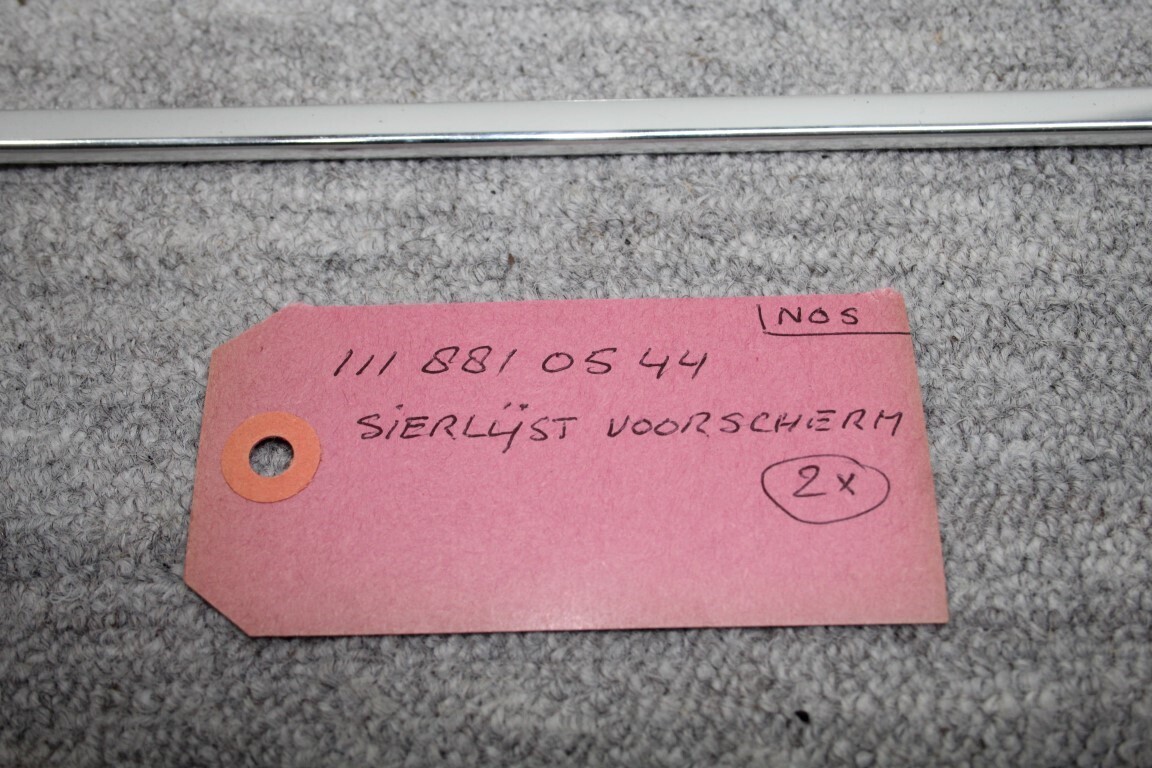 NOS
111 881 05 44
SIERLIJST VOORSCHERM
2x